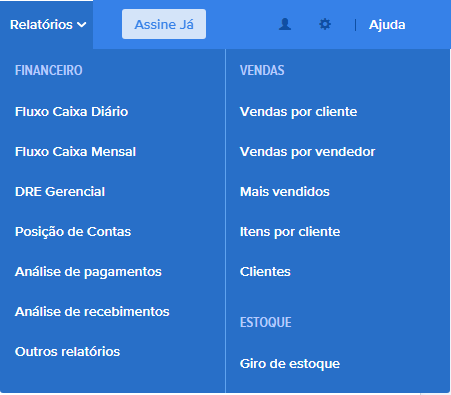 Relatórios
Assine Já
| Ajuda
FINANCEIRO
Fluxo Caixa Diário
Fluxo Caixa Mensal
DRE Gerencial
Posição de Contas
Análise de pagamentos
Análise de recebimentos
Outros relatórios
VENDAS
Vendas por cliente
Vendas por vendedor
Mais vendidos
Itens por cliente
Clientes
ESTOQUE
Giro de estoque